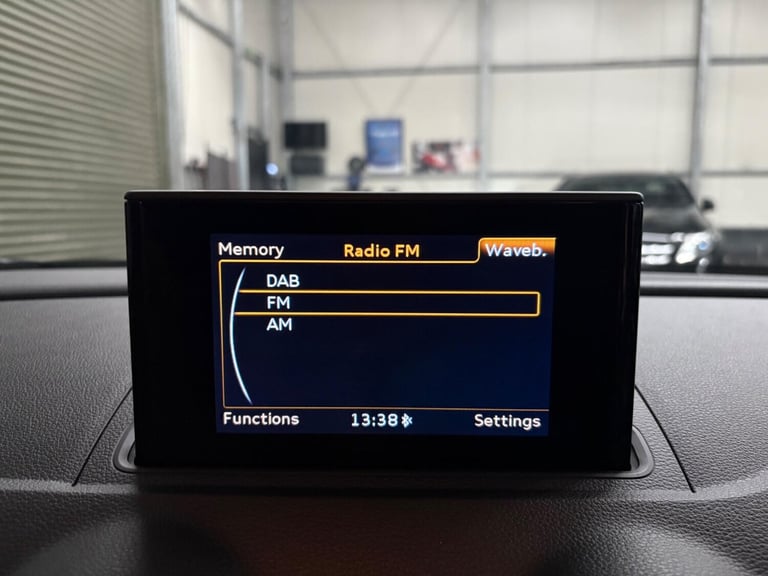 Memory Radio FM Waveb.
DAB
FM
AM
Functions 13:38 Settings